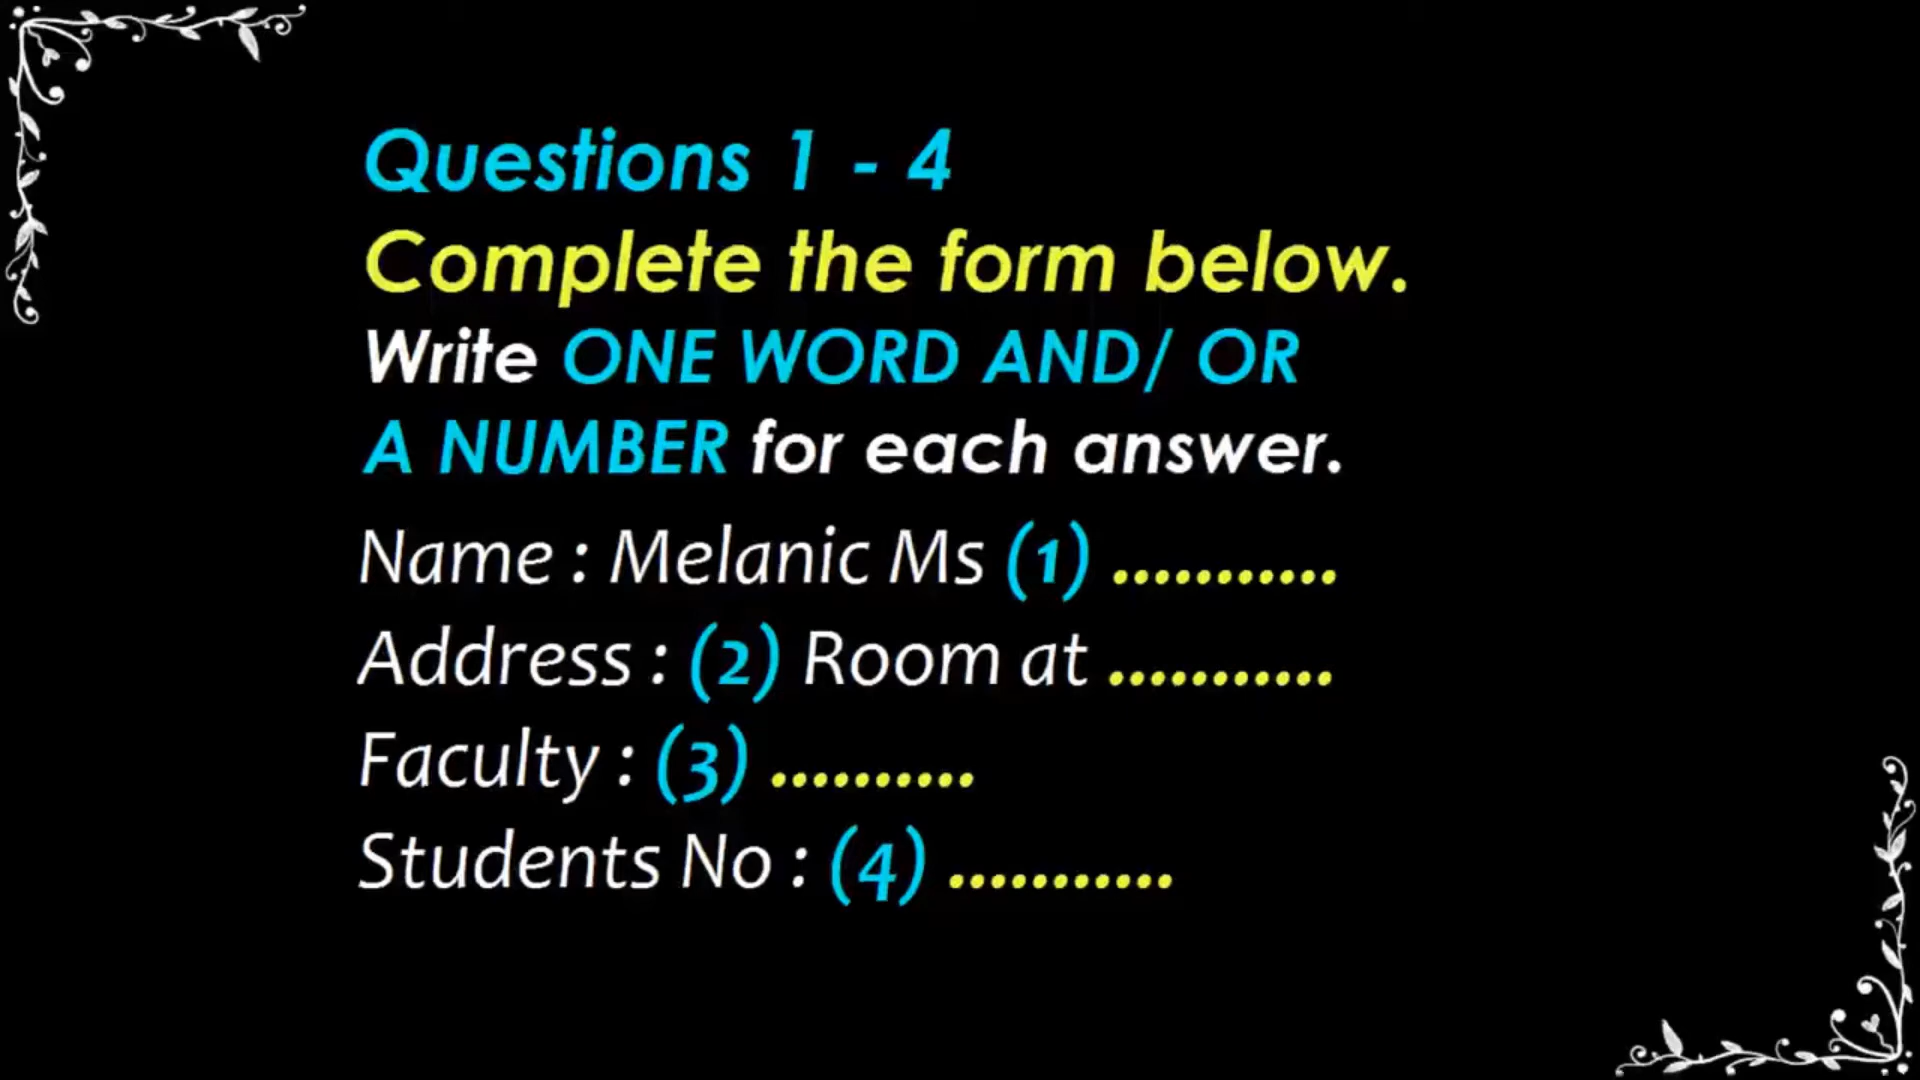 Questions 1 - 4
Complete the form below.
Write ONE WORD AND/ OR
A NUMBER for each answer.
Name : Melanic Ms (1) ...........
Address : (2) Room at ...........
Faculty : (3) ..........
Students No : (4) ...........